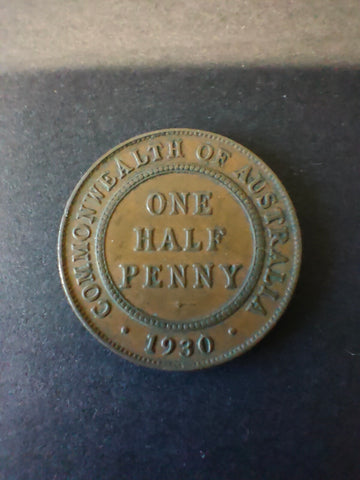 COMMONWEALTH OF AUSTRALIA
ONE
HALF
PENNY
· 1930 ·